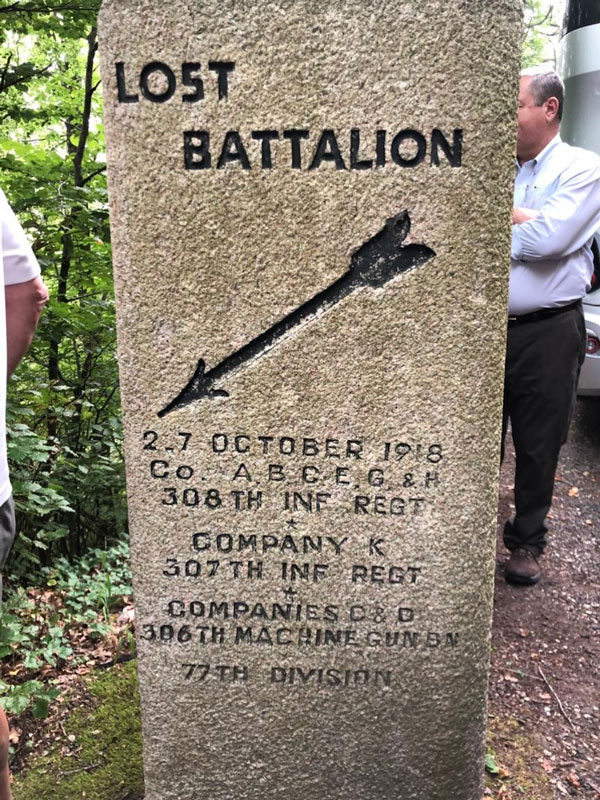 LOST
BATTALION
2-7 OCTOBER 1918
Co. A,B,C,E,G, & H
308TH INF REGT
COMPANY K
307TH INF REGT
COMPANIES C & D
306TH MACHINE GUN BN
77TH DIVISION